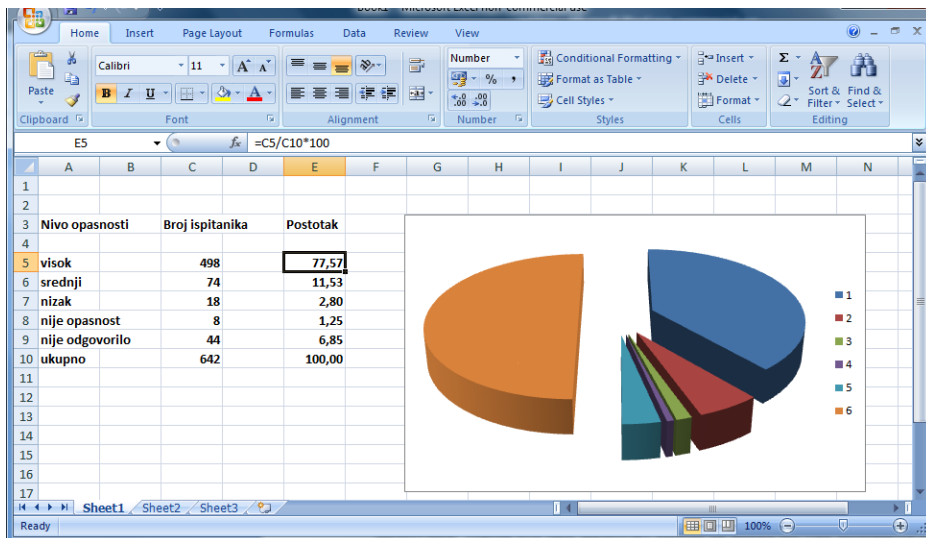 Book1 - Microsoft Excel non-commercial use
Home Insert Page Layout Formulas Data Review View
Calibri 11 A A Number Conditional Formatting Insert Σ
Paste B I U A % , Format as Table Delete Sort & Find &
Cell Styles Format Filter Select
Clipboard Font Alignment Number Styles Cells Editing
E5 fx =C5/C10*100
A B C D E F G H I J K L M N
1
2
3 Nivo opasnosti Broj ispitanika Postotak
4
5 visok 498 77,57
6 srednji 74 11,53
7 nizak 18 2,80
8 nije opasnost 8 1,25
9 nije odgovorilo 44 6,85
10 ukupno 642 100,00
11
12
13
14
15
16
17
1
2
3
4
5
6
Sheet1 Sheet2 Sheet3
Ready 100%